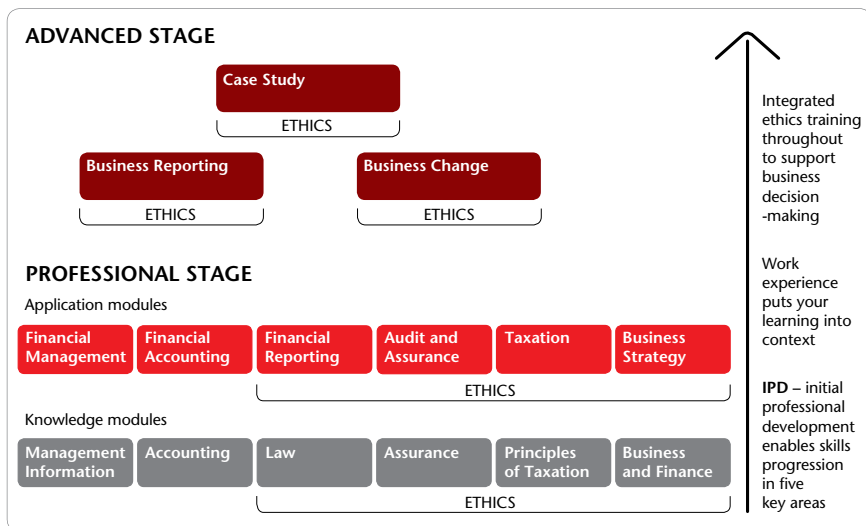 ADVANCED STAGE
Case Study
ETHICS
Business Reporting
Business Change
ETHICS
ETHICS
PROFESSIONAL STAGE
Application modules
Financial
Management
Financial
Accounting
Financial
Reporting
Audit and
Assurance
Taxation
Business
Strategy
ETHICS
Knowledge modules
Management
Information
Accounting
Law
Assurance
Principles
of Taxation
Business
and Finance
ETHICS
Integrated
ethics training
throughout
to support
business
decision
-making
Work
experience
puts your
learning into
context
IPD – initial
professional
development
enables skills
progression
in five
key areas